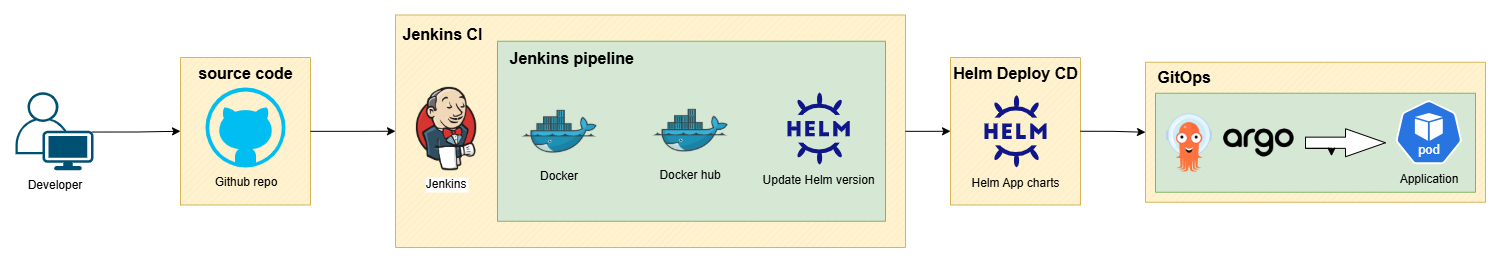 Developer
source code
Github repo
Jenkins CI
Jenkins
Jenkins pipeline
Docker
Docker hub
HELM
Update Helm version
Helm Deploy CD
HELM
Helm App charts
GitOps
argo
pod
Application